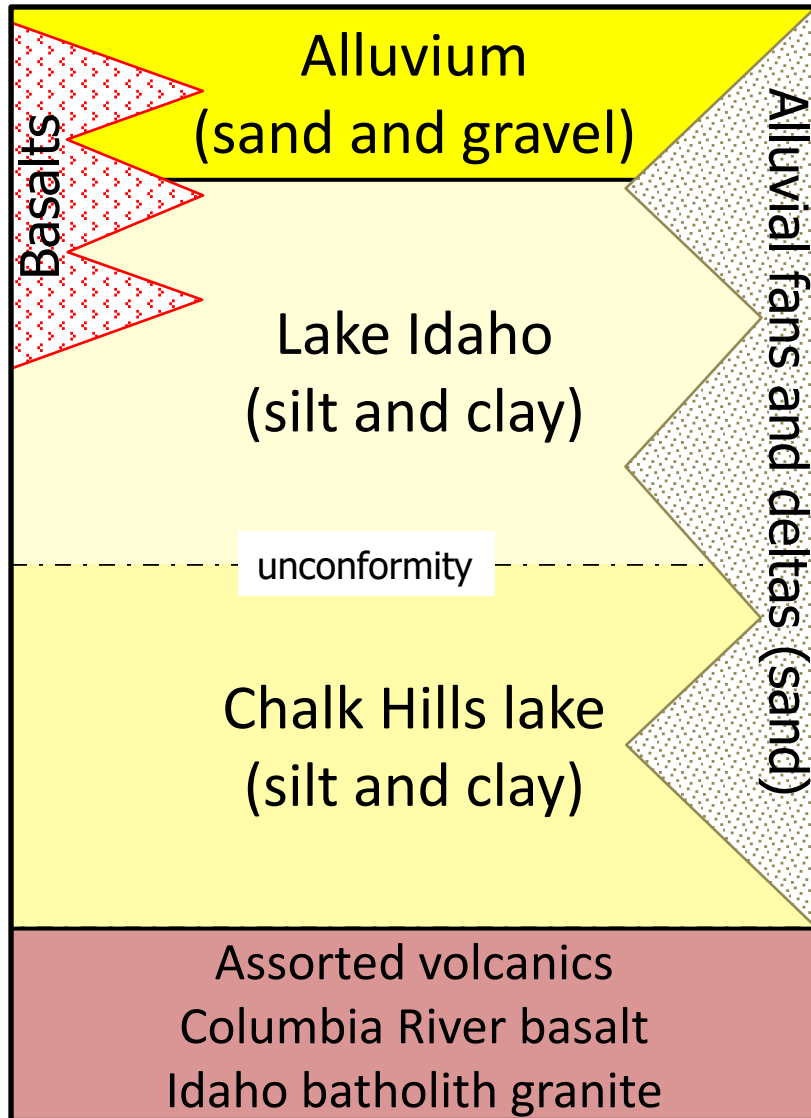 Alluvium
(sand and gravel)
Basalts
Alluvial fans and deltas (sand)
Lake Idaho
(silt and clay)
unconformity
Chalk Hills lake
(silt and clay)
Assorted volcanics
Columbia River basalt
Idaho batholith granite